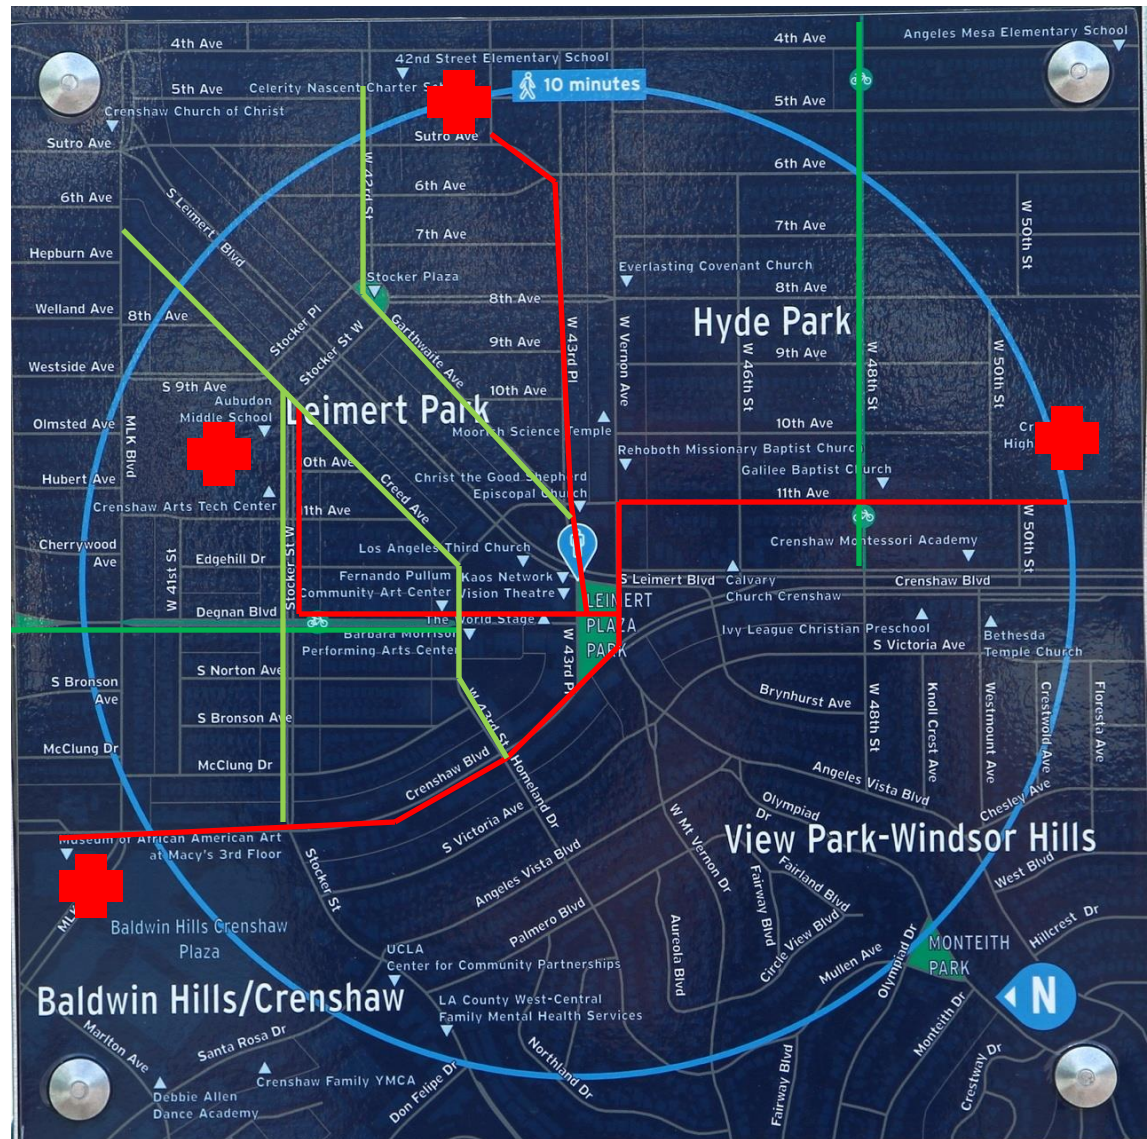 4th Ave
4th Ave
Angeles Mesa Elementary School
42nd Street Elementary School
5th Ave
Celerity Nascent Charter
10 minutes
5th Ave
Crenshaw Church of Christ
Sutro Ave
Sutro Ave
6th Ave
6th Ave
6th Ave
W 42nd St
S Leimert Blvd
W 50th St
7th Ave
7th Ave
Hepburn Ave
Everlasting Covenant Church
Stocker Plaza
8th Ave
8th Ave
Welland Ave
8th Ave
Stocker Pl
Garthwaite Ave
Hyde Park
Stocker St W
9th Ave
W 43rd Pl
W Vernon Ave
W 46th St
9th Ave
W 48th St
W 50th St
Westside Ave
S 9th Ave
10th Ave
Aubudon
Middle School
Leimert Park
Olmsted Ave
MLK Blvd
Moorish Science Temple
10th Ave
Cr
High
Rehoboth Missionary Baptist Church
Galilee Baptist Church
10th Ave
Hubert Ave
Christ the Good Shepherd
Episcopal Church
11th Ave
Creed Ave
Crenshaw Arts Tech Center
11th Ave
W 50th St
Cherrywood
Ave
W 41st St
Edgehill Dr
Stocker St W
Los Angeles Third Church
Crenshaw Montessori Academy
Fernando Pullum
Community Art Center
Kaos Network
Vision Theatre
S Leimert Blvd
Calvary
Church Crenshaw
Crenshaw Blvd
Degnan Blvd
The World Stage
LEIMERT
PLAZA
PARK
Barbara Morrison
Performing Arts Center
W 43rd Pl
Ivy League Christian Preschool
S Victoria Ave
Bethesda
Temple Church
S Norton Ave
S Bronson
Ave
W 43rd St
Brynhurst Ave
W 48th St
Knoll Crest Ave
Westmount Ave
Crestwold Ave
Floresta Ave
S Bronson Ave
McClung Dr
McClung Dr
Crenshaw Blvd
Homeland Dr
Angeles Vista Blvd
Olympiad
Dr
Chesley Ave
S Victoria Ave
W Mt Vernon Dr
View Park-Windsor Hills
Museum of African American Art
at Macy's 3rd Floor
Stocker St
Angeles Vista Blvd
Fairway Blvd
Fairland Blvd
West Blvd
MLK
Baldwin Hills Crenshaw
Plaza
Palmero Blvd
Aureola Blvd
Circle View Blvd
Mullen Ave
Olympiad Dr
MONTEITH
PARK
Hillcrest Dr
UCLA
Center for Community Partnerships
Baldwin Hills/Crenshaw
LA County West-Central
Family Mental Health Services
N
Monteith Dr
Marlton Ave
Santa Rosa Dr
Northland Dr
Fairway Blvd
Crestway Dr
Crenshaw Family YMCA
Don Felipe Dr
Debbie Allen
Dance Academy